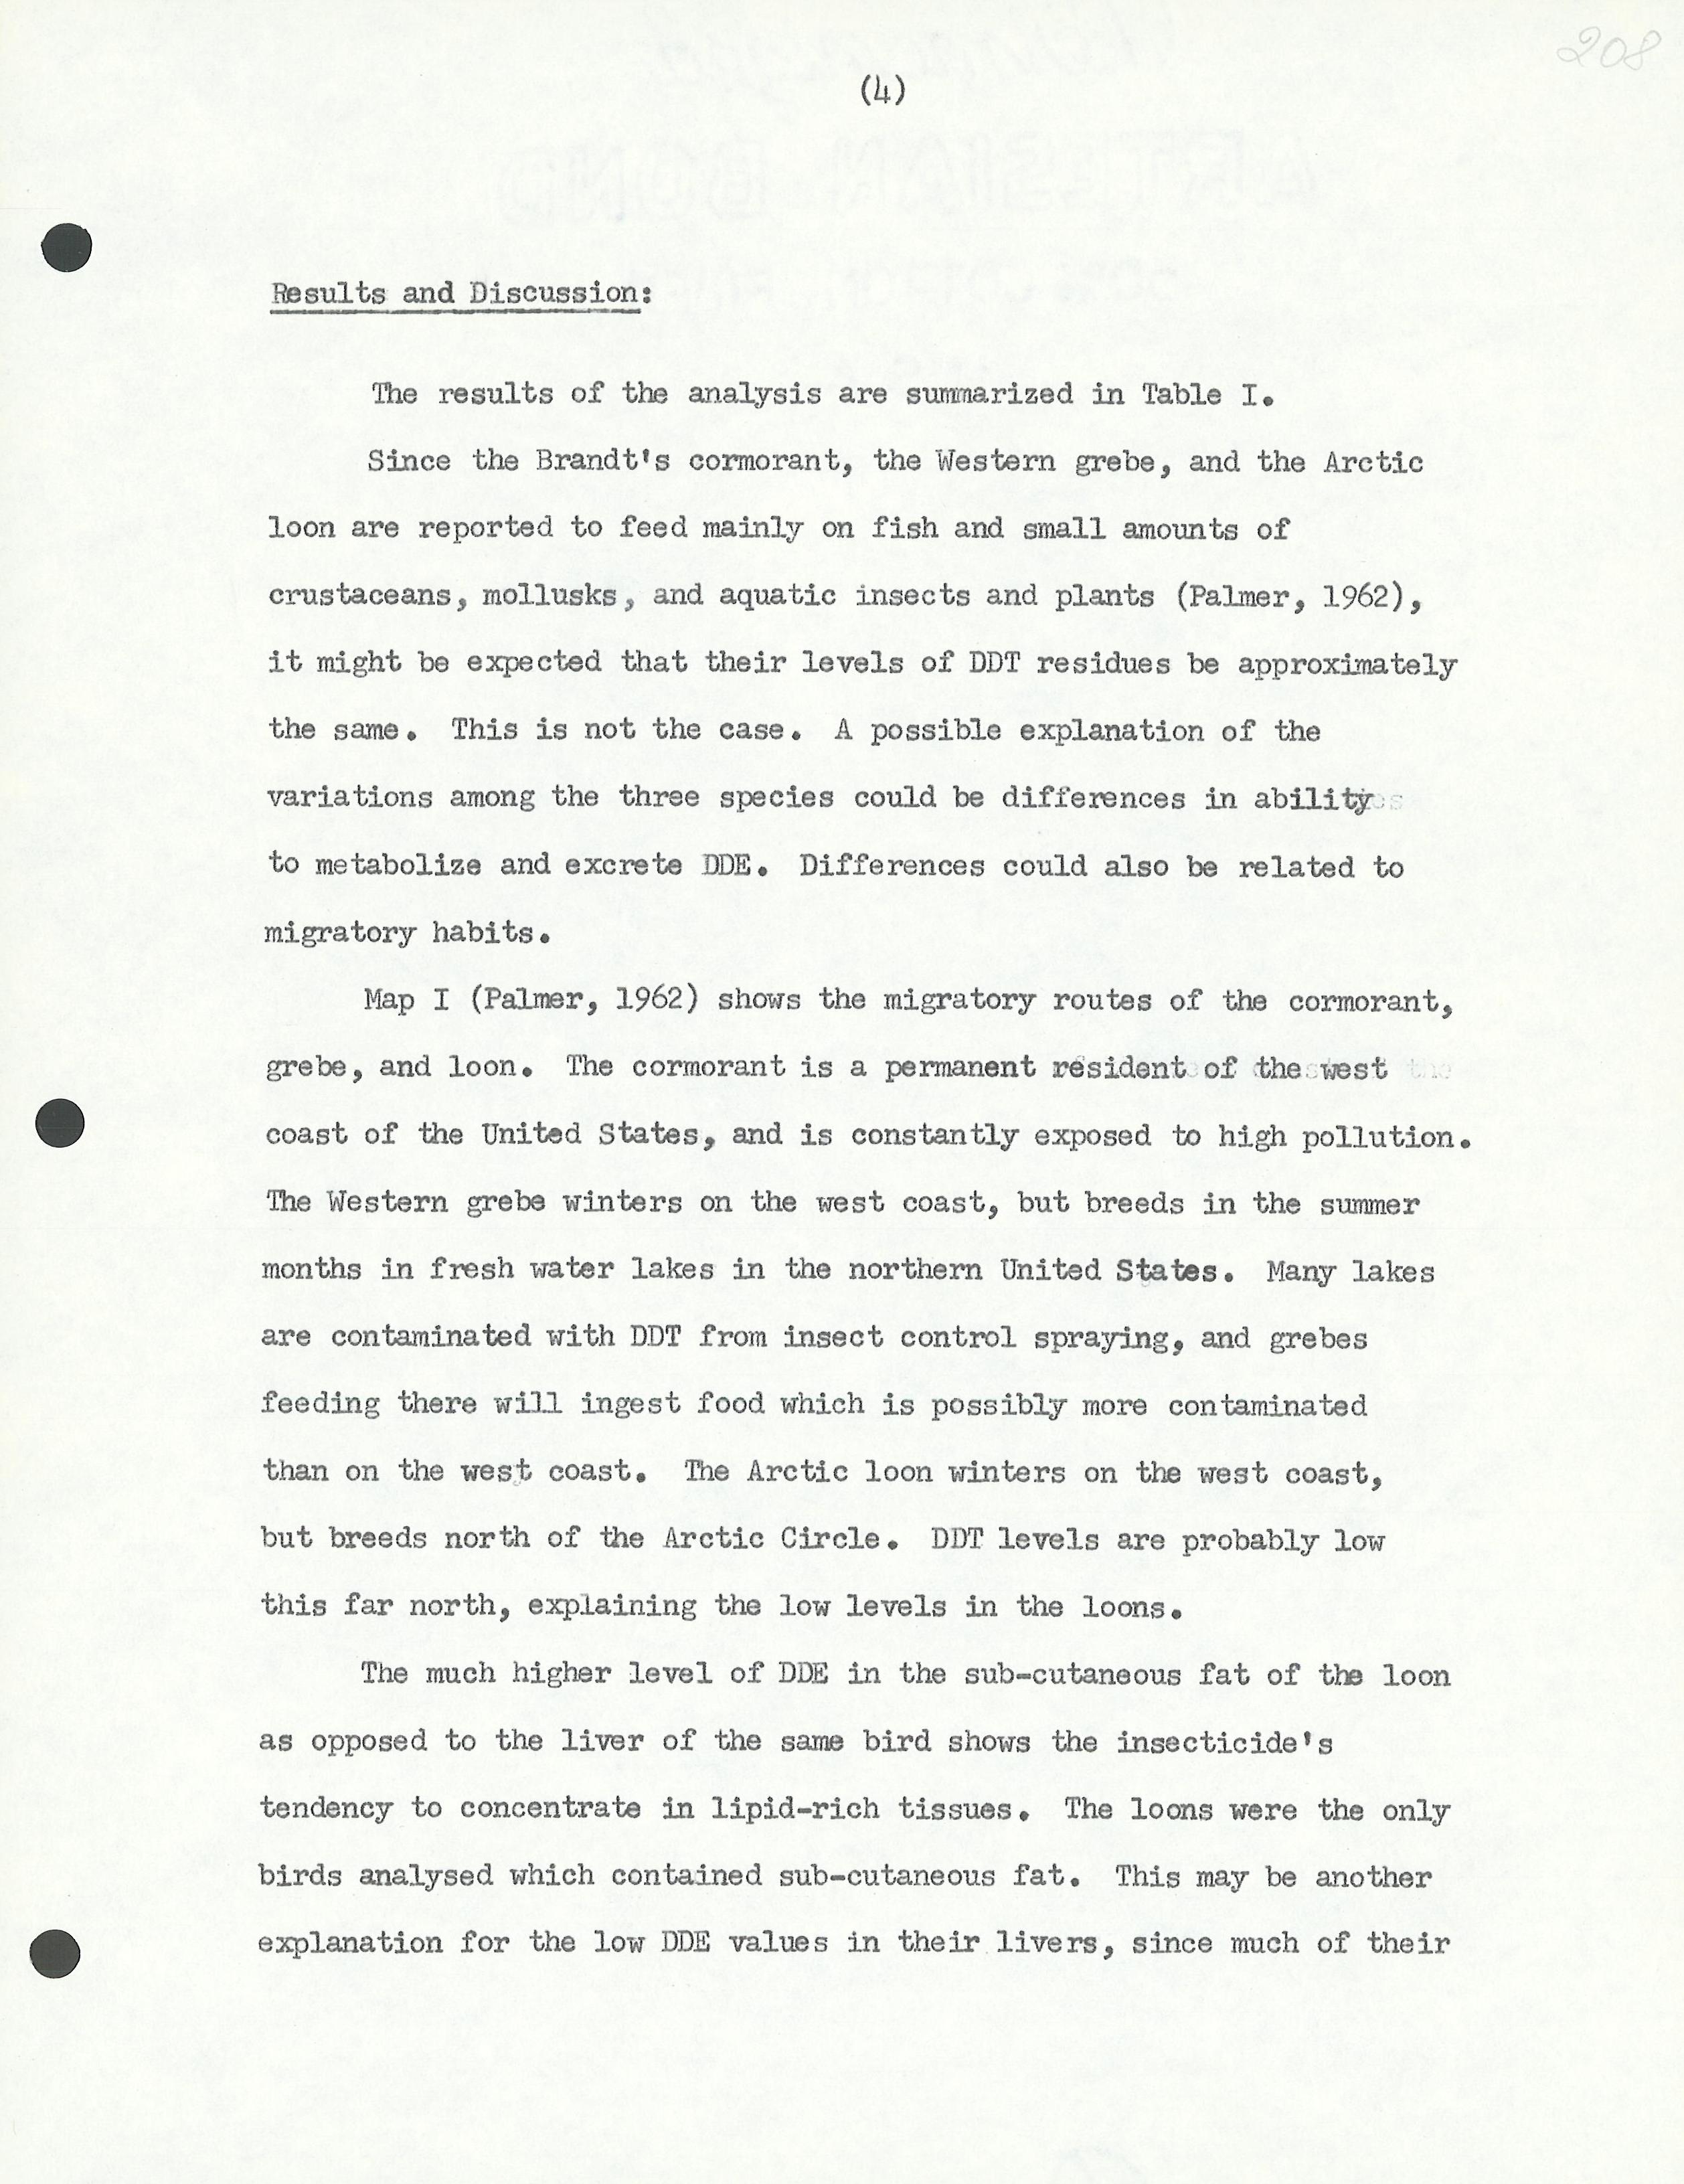 208
(4)
Results and Discussion:
The results of the analysis are summarized in Table I.
Since the Brandt's cormorant, the Western grebe, and the Arctic
loon are reported to feed mainly on fish and small amounts of
crustaceans, mollusks, and aquatic insects and plants (Palmer, 1962),
it might be expected that their levels of DDT residues be approximately
the same. This is not the case. A possible explanation of the
variations among the three species could be differences in ability
to metabolize and excrete DDE. Differences could also be related to
migratory habits.
Map I (Palmer, 1962) shows the migratory routes of the cormorant,
grebe, and loon. The cormorant is a permanent resident of the west
coast of the United States, and is constantly exposed to high pollution.
The Western grebe winters on the west coast, but breeds in the summer
months in fresh water lakes in the northern United States. Many lakes
are contaminated with DDT from insect control spraying, and grebes
feeding there will ingest food which is possibly more contaminated
than on the west coast. The Arctic loon winters on the west coast,
but breeds north of the Arctic Circle. DDT levels are probably low
this far north, explaining the low levels in the loons.
The much higher level of DDE in the sub-cutaneous fat of the loon
as opposed to the liver of the same bird shows the insecticide's
tendency to concentrate in lipid-rich tissues. The loons were the only
birds analysed which contained sub-cutaneous fat. This may be another
explanation for the low DDE values in their livers, since much of their